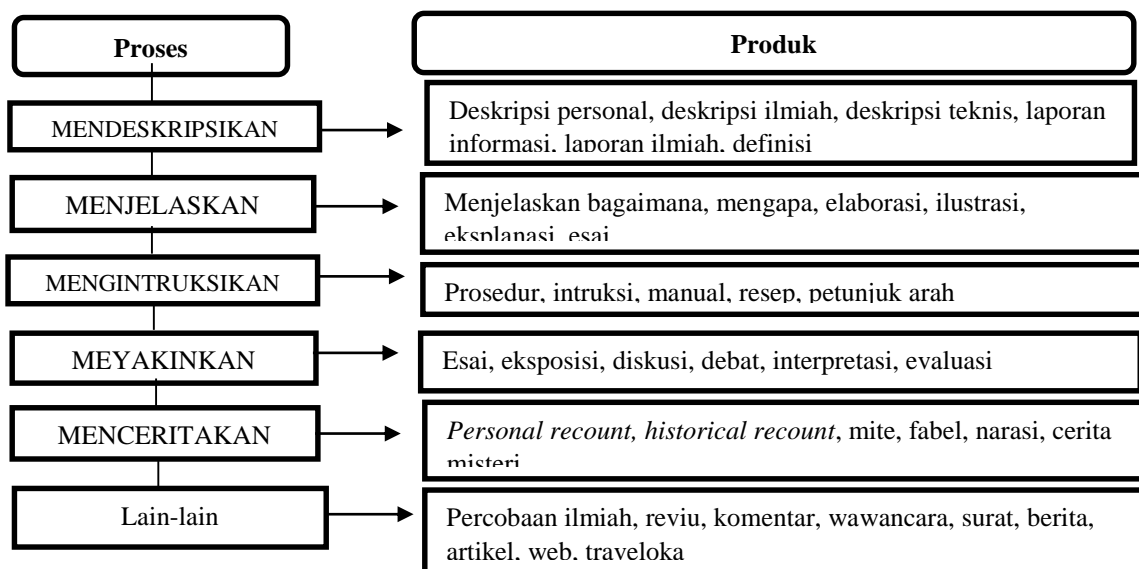 Proses
Produk
MENDESKRIPSIKAN
Deskripsi personal, deskripsi ilmiah, deskripsi teknis, laporan
informasi, laporan ilmiah, definisi
MENJELASKAN
Menjelaskan bagaimana, mengapa, elaborasi, ilustrasi,
eksplanasi, esai
MENGINTRUKSIKAN
Prosedur, intruksi, manual, resep, petunjuk arah
MEYAKINKAN
Esai, eksposisi, diskusi, debat, interpretasi, evaluasi
MENCERITAKAN
Personal recount, historical recount, mite, fabel, narasi, cerita
misteri
Lain-lain
Percobaan ilmiah, reviu, komentar, wawancara, surat, berita,
artikel, web, traveloka